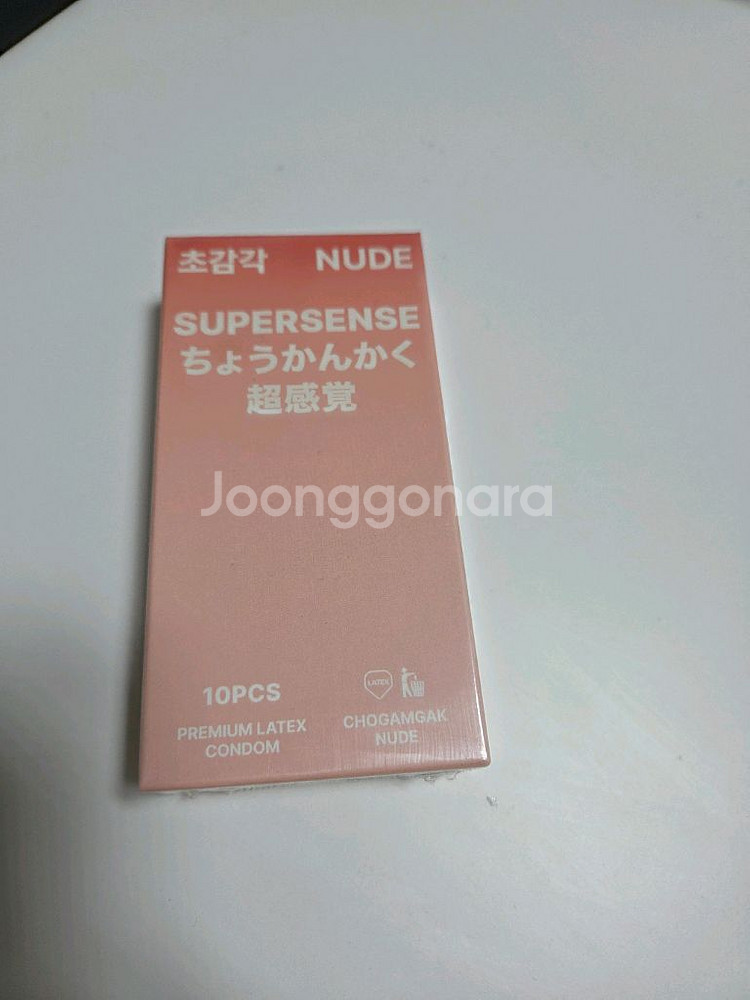 초감각 NUDE
SUPERSENSE
ちょうかんかく
超感覚
Joonggonara
10PCS
PREMIUM LATEX
CONDOM
LATEX
CHOGAMGAK
NUDE